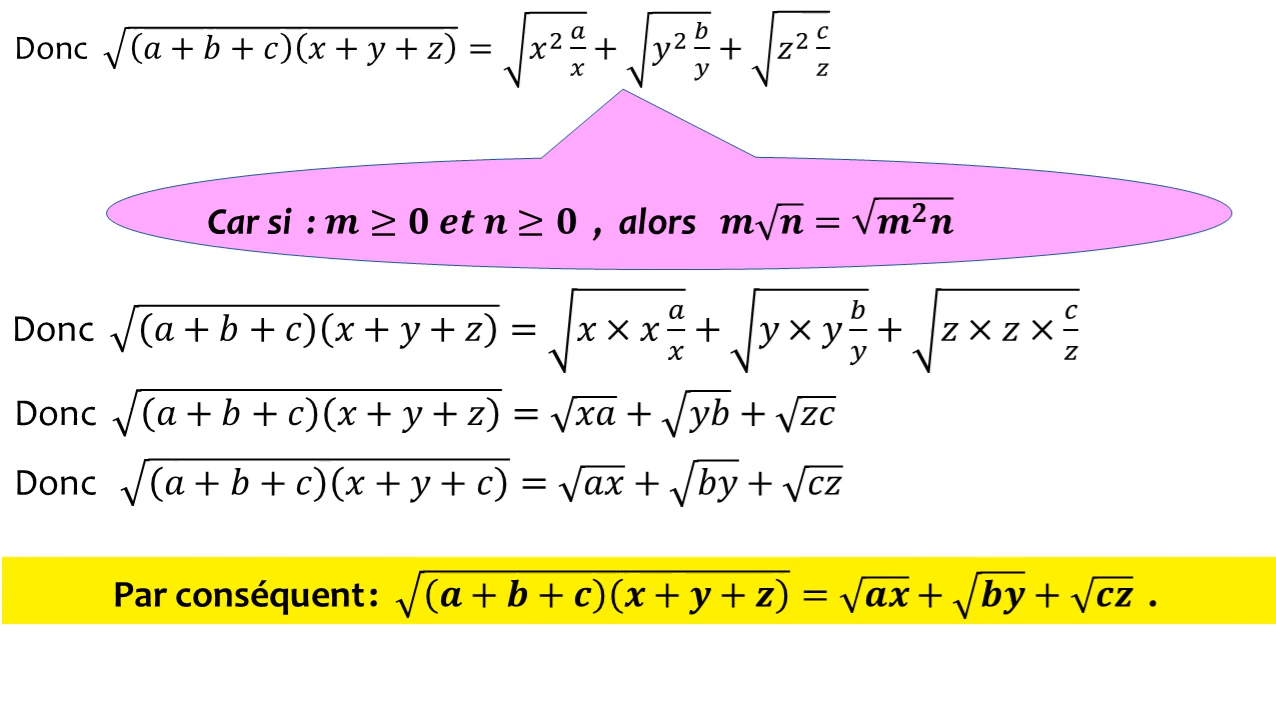 Donc √((a + b + c)(x + y + z)) = √(x² a/x) + √(y² b/y) + √(z² c/z)
Car si : m ≥ 0 et n ≥ 0 , alors m√n = √(m²n)
Donc √((a + b + c)(x + y + z)) = √(x × x a/x) + √(y × y b/y) + √(z × z × c/z)
Donc √((a + b + c)(x + y + z)) = √(xa) + √(yb) + √(zc)
Donc √((a + b + c)(x + y + c)) = √(ax) + √(by) + √(cz)
Par conséquent: √((a + b + c)(x + y + z)) = √(ax) + √(by) + √(cz) .